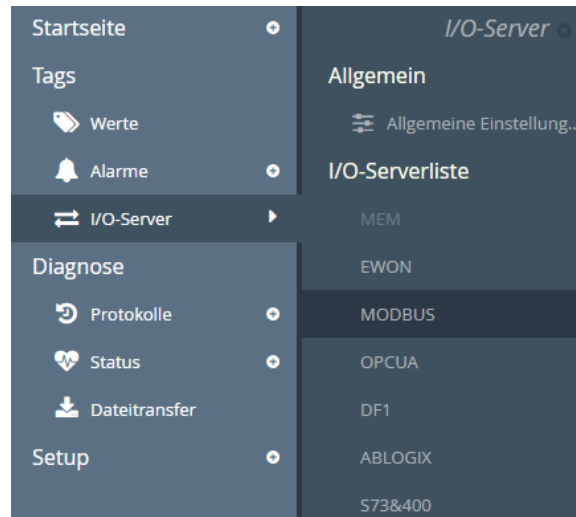 Startseite
Tags
Werte
Alarme
I/O-Server
Diagnose
Protokolle
Status
Dateitransfer
Setup
I/O-Server
Allgemein
Allgemeine Einstellung..
I/O-Serverliste
MEM
EWON
MODBUS
OPCUA
DF1
ABLOGIX
S73&400